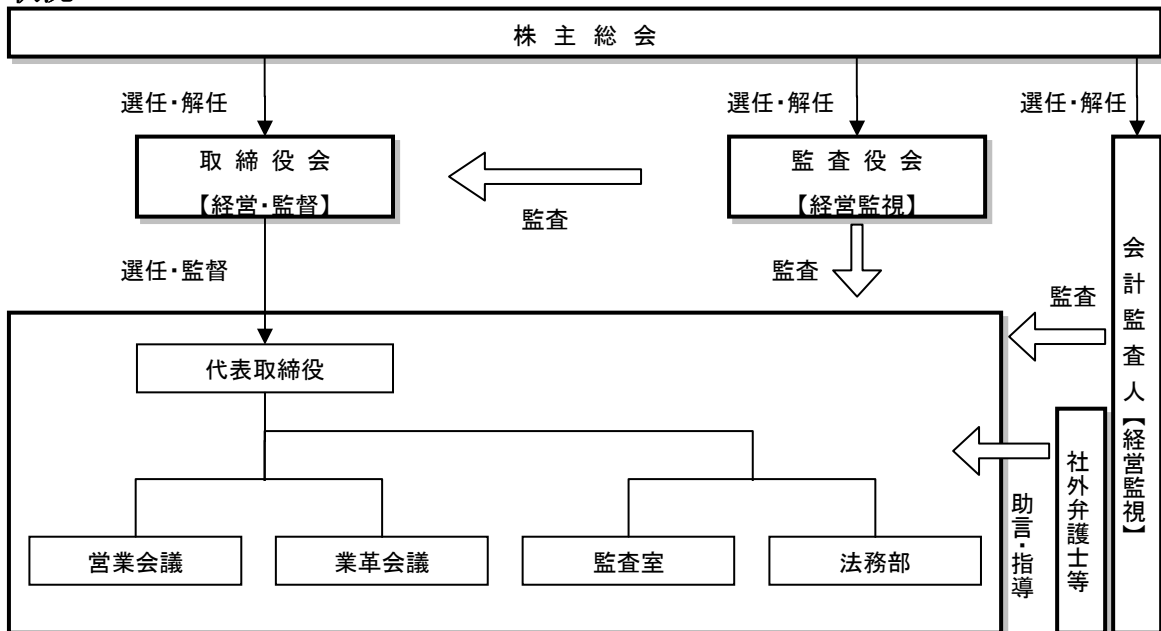 株 主 総 会
選任・解任
選任・解任
選任・解任
取 締 役 会
【経営・監督】
監 査 役 会
【経営監視】
監査
選任・監督
監査
監査
会計監査人【経営監視】
代表取締役
社外弁護士等
助言・指導
営業会議
業革会議
監査室
法務部